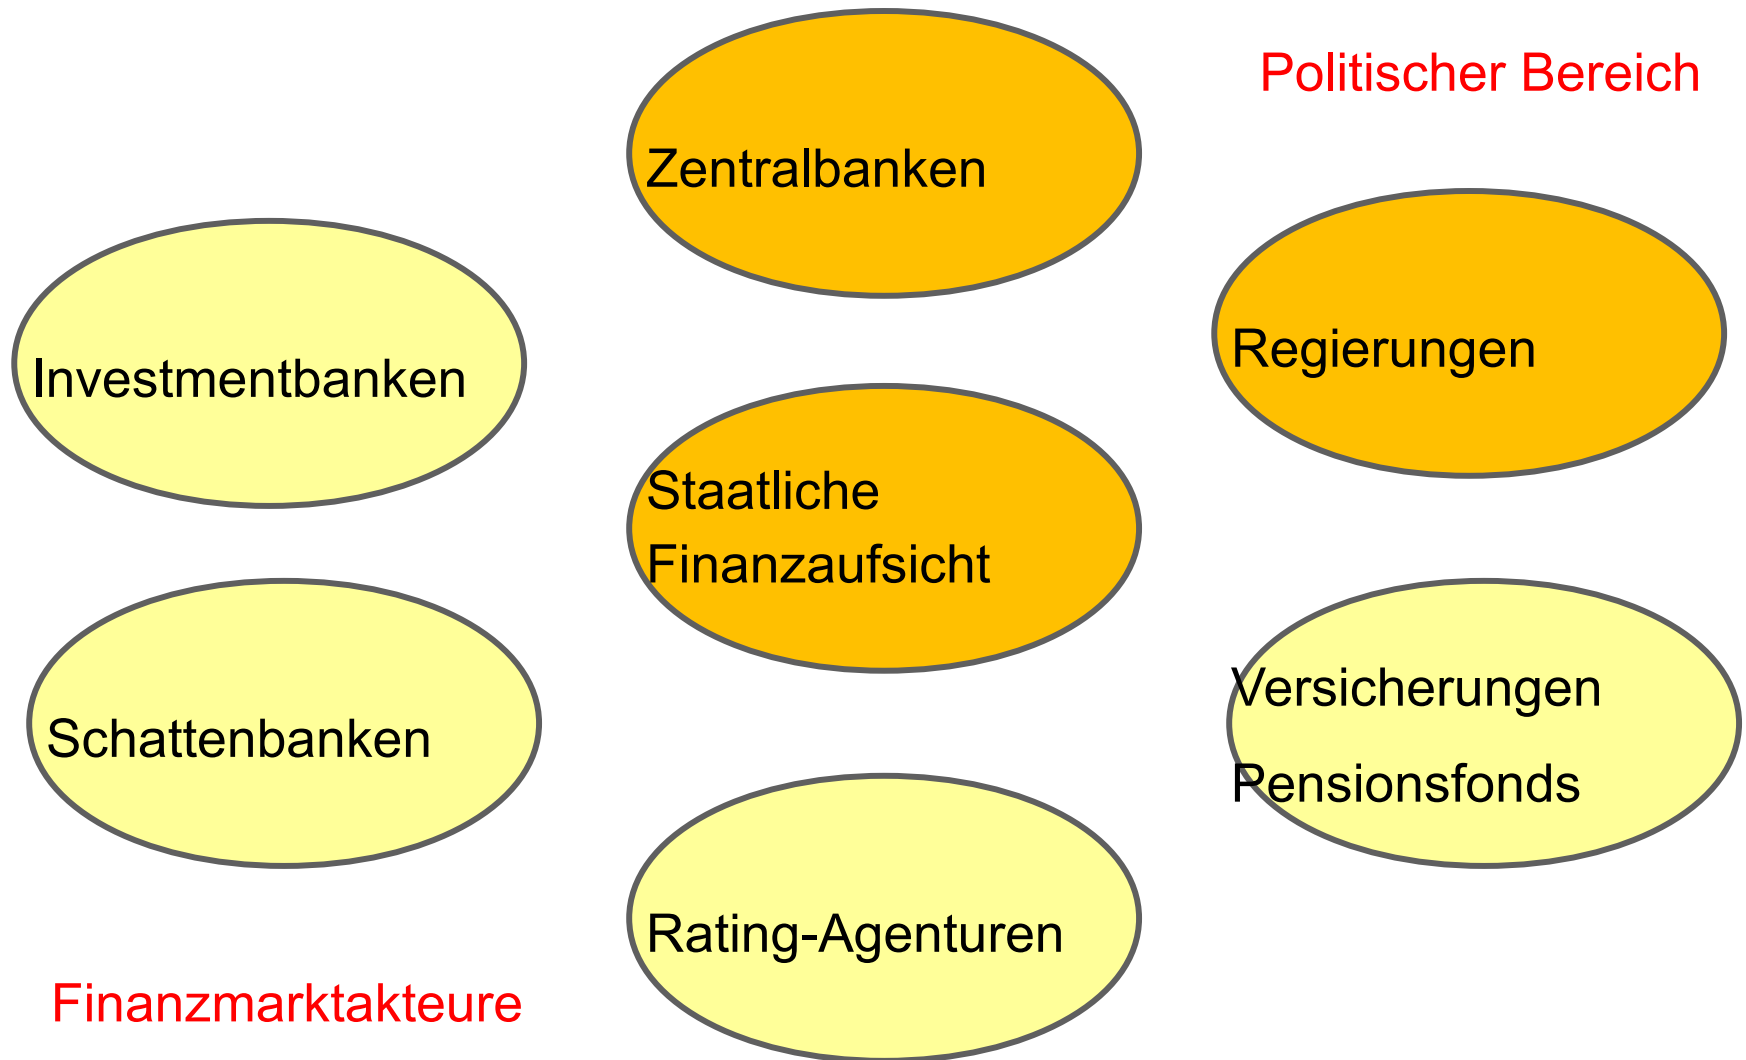 Politischer Bereich
Zentralbanken
Regierungen
Investmentbanken
Staatliche
Finanzaufsicht
Versicherungen
Pensionsfonds
Schattenbanken
Rating-Agenturen
Finanzmarktakteure